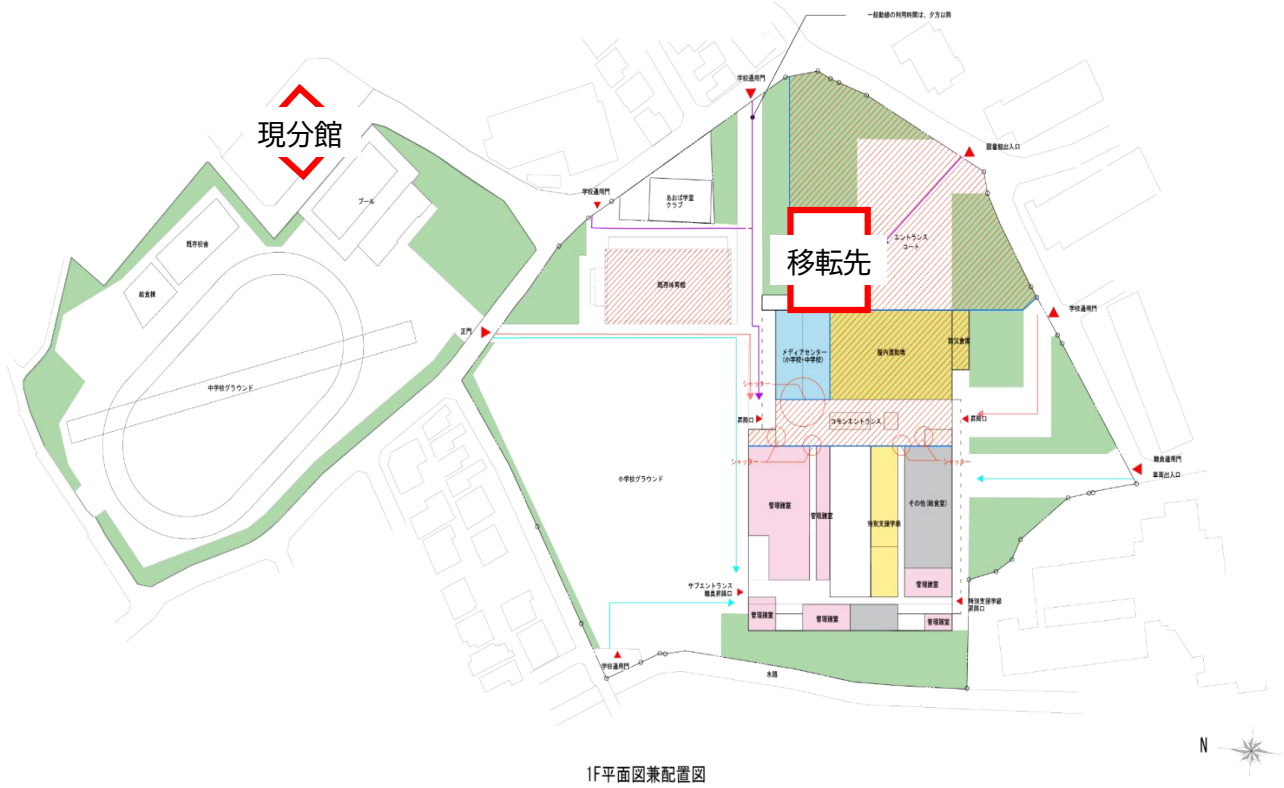 一般動線の利用時間は、夕方以降
学校通用門
現分館
図書館出入口
プール
学校通用門
あおば学童
クラブ
既存校舎
エントランス
コート
移転先
給食棟
既存体育館
学校通用門
正門
メディアセンター
(小学校+中学校)
屋内運動場
防災倉庫
中学校グラウンド
シャッター
昇降口
コモンエントランス
昇降口
シャッター
シャッター
職員通用門
車両出入口
小学校グラウンド
管理諸室
管理諸室
特別支援学級
その他(給食室)
管理諸室
サブエントランス
職員昇降口
特別支援学級
昇降口
管理諸室
管理諸室
管理諸室
学校通用門
水路
N
1F平面図兼配置図